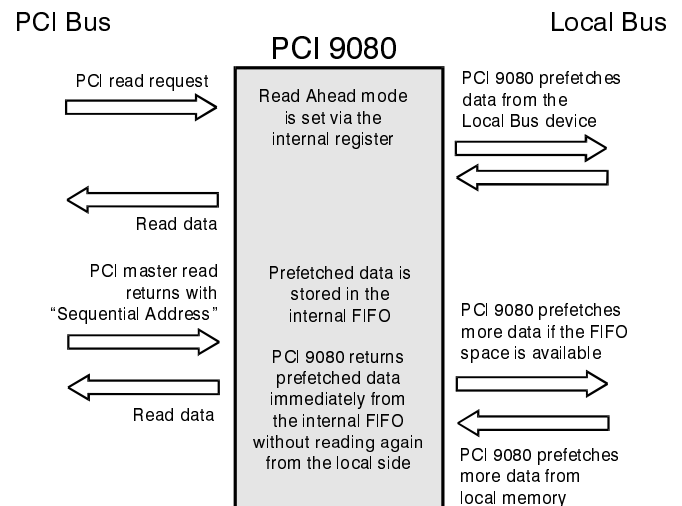 PCI Bus
Local Bus
PCI 9080
PCI read request
Read Ahead mode
is set via the
internal register
PCI 9080 prefetches
data from the
Local Bus device
Read data
PCI master read
returns with
“Sequential Address”
Prefetched data is
stored in the
internal FIFO
PCI 9080 prefetches
more data if the FIFO
space is available
PCI 9080 returns
prefetched data
immediately from
the internal FIFO
without reading again
from the local side
Read data
PCI 9080 prefetches
more data from
local memory